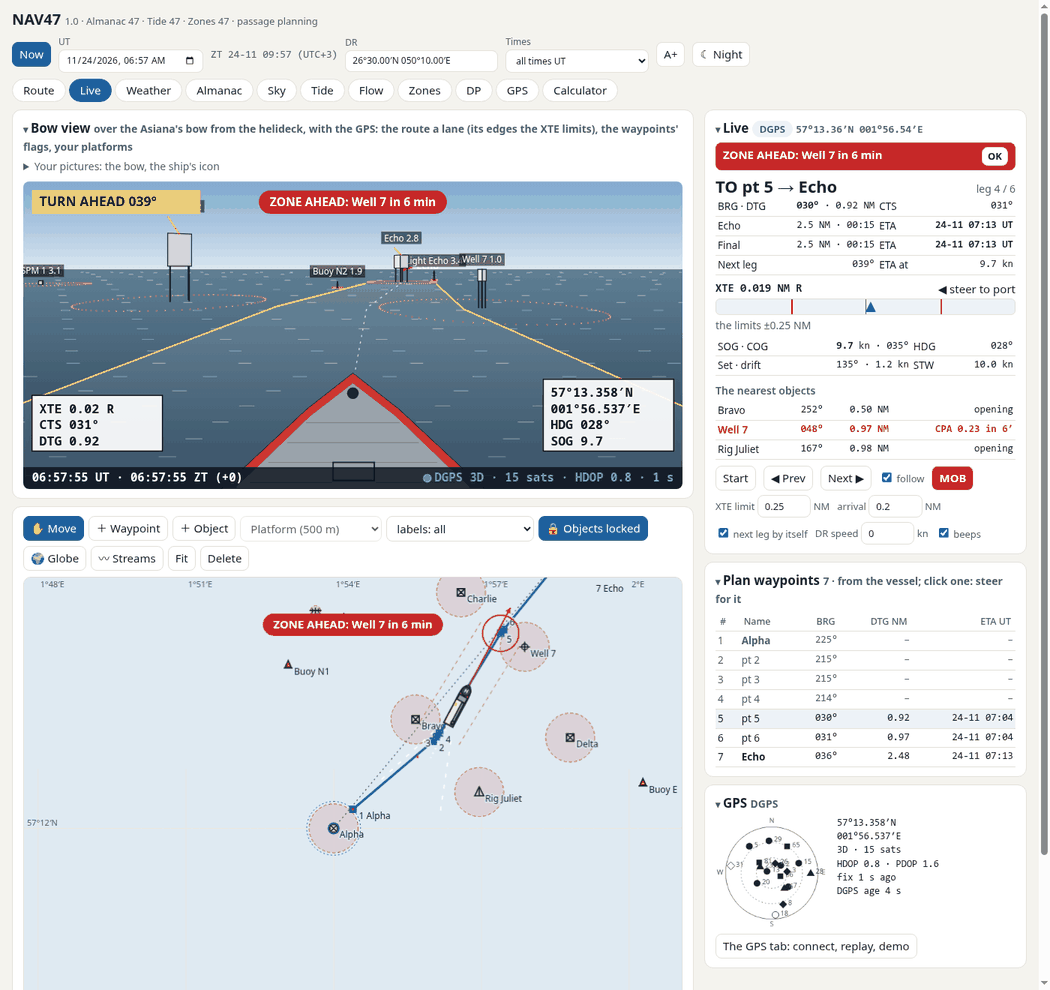 NAV47 1.0 · Almanac 47 · Tide 47 · Zones 47 · passage planning
UT
DR
Times
Now
11/24/2026, 06:57 AM
ZT 24-11 09:57 (UTC+3)
26°30.00′N 050°10.00′E
all times UT
A+
☾ Night
Route
Live
Weather
Almanac
Sky
Tide
Flow
Zones
DP
GPS
Calculator
▾ Bow view over the Asiana's bow from the helideck, with the GPS: the route a lane (its edges the XTE limits), the waypoints'
flags, your platforms
▶ Your pictures: the bow, the ship's icon
TURN AHEAD 039°
ZONE AHEAD: Well 7 in 6 min
Echo 2.8
SPM 1 3.1
Buoy N2 1.9
ight Echo 3.
Well 7 1.0
XTE 0.02 R
CTS 031°
DTG 0.92
57°13.358′N
001°56.537′E
HDG 028°
SOG 9.7
06:57:55 UT · 06:57:55 ZT (+0)
DGPS 3D · 15 sats · HDOP 0.8 · 1 s
Move
+ Waypoint
+ Object
Platform (500 m)
labels: all
Objects locked
Globe
Streams
Fit
Delete
1°48′E
1°51′E
1°54′E
1°57′E
2°E
7 Echo
Charlie
ZONE AHEAD: Well 7 in 6 min
6
5
Well 7
Buoy N1
Bravo
3
4
2
Delta
Buoy E
Rig Juliet
1 Alpha
57°12′N
Alpha
▾ Live DGPS 57°13.36′N 001°56.54′E
ZONE AHEAD: Well 7 in 6 min
OK
TO pt 5 → Echo
leg 4 / 6
BRG · DTG 030° · 0.92 NM CTS 031°
Echo 2.5 NM · 00:15 ETA 24-11 07:13 UT
Final 2.5 NM · 00:15 ETA 24-11 07:13 UT
Next leg 039° ETA at 9.7 kn
XTE 0.019 NM R ◀ steer to port
the limits ±0.25 NM
SOG · COG 9.7 kn · 035° HDG 028°
Set · drift 135° · 1.2 kn STW 10.0 kn
The nearest objects
Bravo 252° 0.50 NM opening
Well 7 048° 0.97 NM CPA 0.23 in 6′
Rig Juliet 167° 0.98 NM opening
Start
◀ Prev
Next ▶
follow
MOB
XTE limit 0.25 NM arrival 0.2 NM
next leg by itself DR speed 0 kn beeps
▾ Plan waypoints 7 · from the vessel; click one: steer
for it
# Name BRG DTG NM ETA UT
1 Alpha 225° – –
2 pt 2 215° – –
3 pt 3 215° – –
4 pt 4 214° – –
5 pt 5 030° 0.92 24-11 07:04
6 pt 6 031° 0.97 24-11 07:04
7 Echo 036° 2.48 24-11 07:13
▾ GPS DGPS
N
W
S
5
29
65
31
15
28
20
8
18
57°13.358′N
001°56.537′E
3D · 15 sats
HDOP 0.8 · PDOP 1.6
fix 1 s ago
DGPS age 4 s
The GPS tab: connect, replay, demo